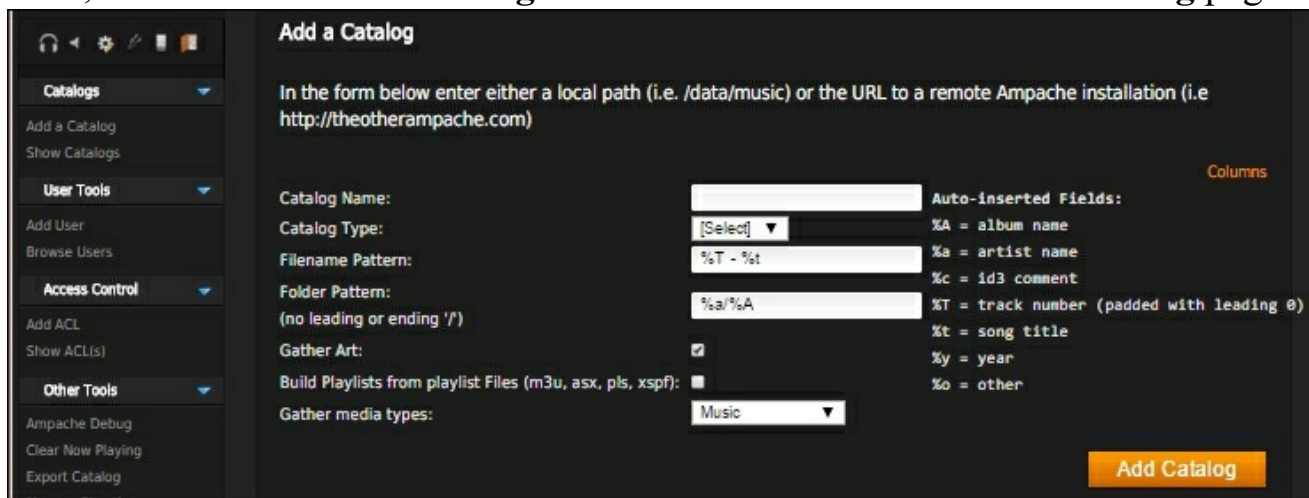 Add a Catalog
In the form below enter either a local path (i.e. /data/music) or the URL to a remote Ampache installation (i.e
http://theotherampache.com)
Catalogs
Add a Catalog
Show Catalogs
User Tools
Add User
Browse Users
Access Control
Add ACL
Show ACL(s)
Other Tools
Ampache Debug
Clear Now Playing
Export Catalog
Columns
Catalog Name:
Catalog Type: [Select]
Filename Pattern: %T - %t
Folder Pattern:
(no leading or ending '/') %a/%A
Gather Art:
Build Playlists from playlist Files (m3u, asx, pls, xspf):
Gather media types: Music
Auto-inserted Fields:
%A = album name
%a = artist name
%c = id3 comment
%T = track number (padded with leading 0)
%t = song title
%y = year
%o = other
Add Catalog